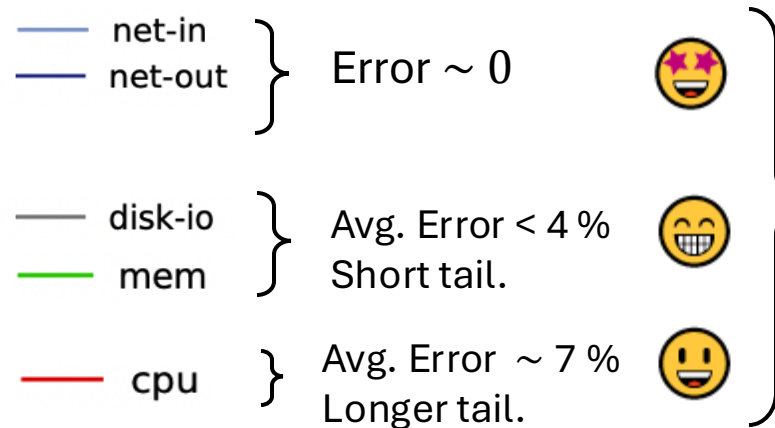 net-in
net-out
Error ~ 0
disk-io
mem
Avg. Error < 4 %
Short tail.
cpu
Avg. Error ~ 7 %
Longer tail.